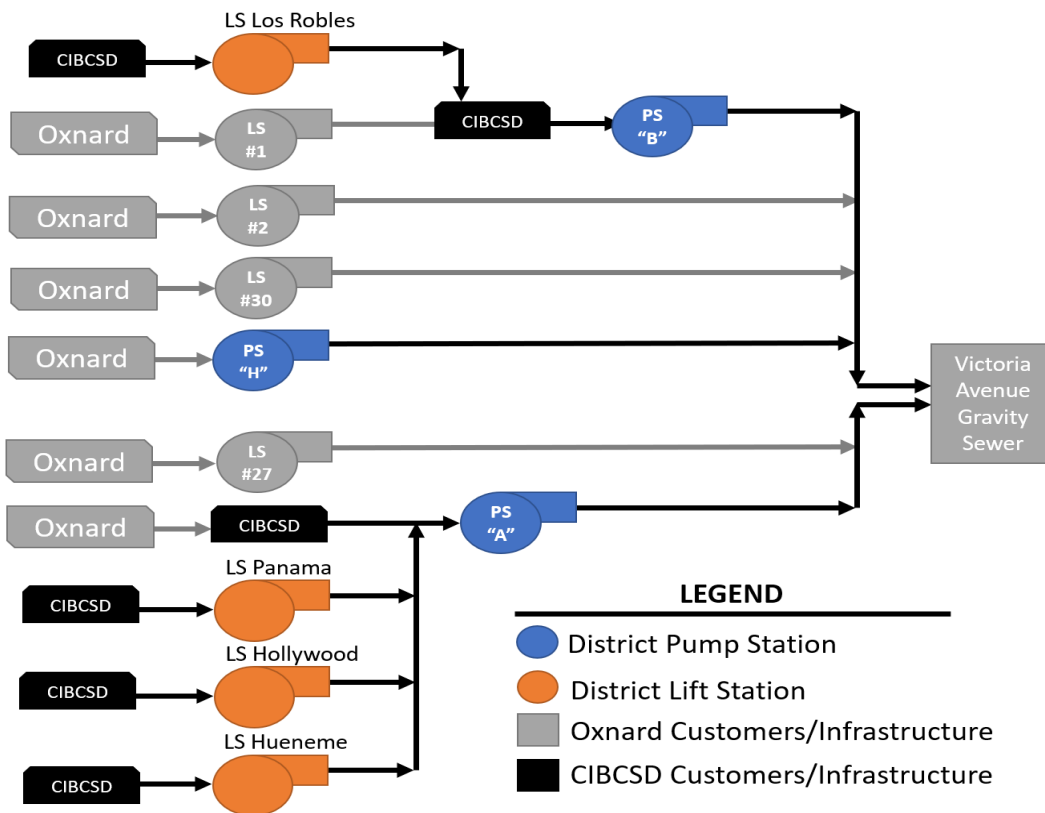 LS Los Robles
CIBCSD
Oxnard
LS
#1
CIBCSD
PS
“B”
Oxnard
LS
#2
Oxnard
LS
#30
Oxnard
PS
“H”
Victoria
Avenue
Gravity
Sewer
Oxnard
LS
#27
Oxnard
CIBCSD
PS
“A”
LS Panama
CIBCSD
LS Hollywood
CIBCSD
LS Hueneme
CIBCSD
LEGEND
District Pump Station
District Lift Station
Oxnard Customers/Infrastructure
CIBCSD Customers/Infrastructure